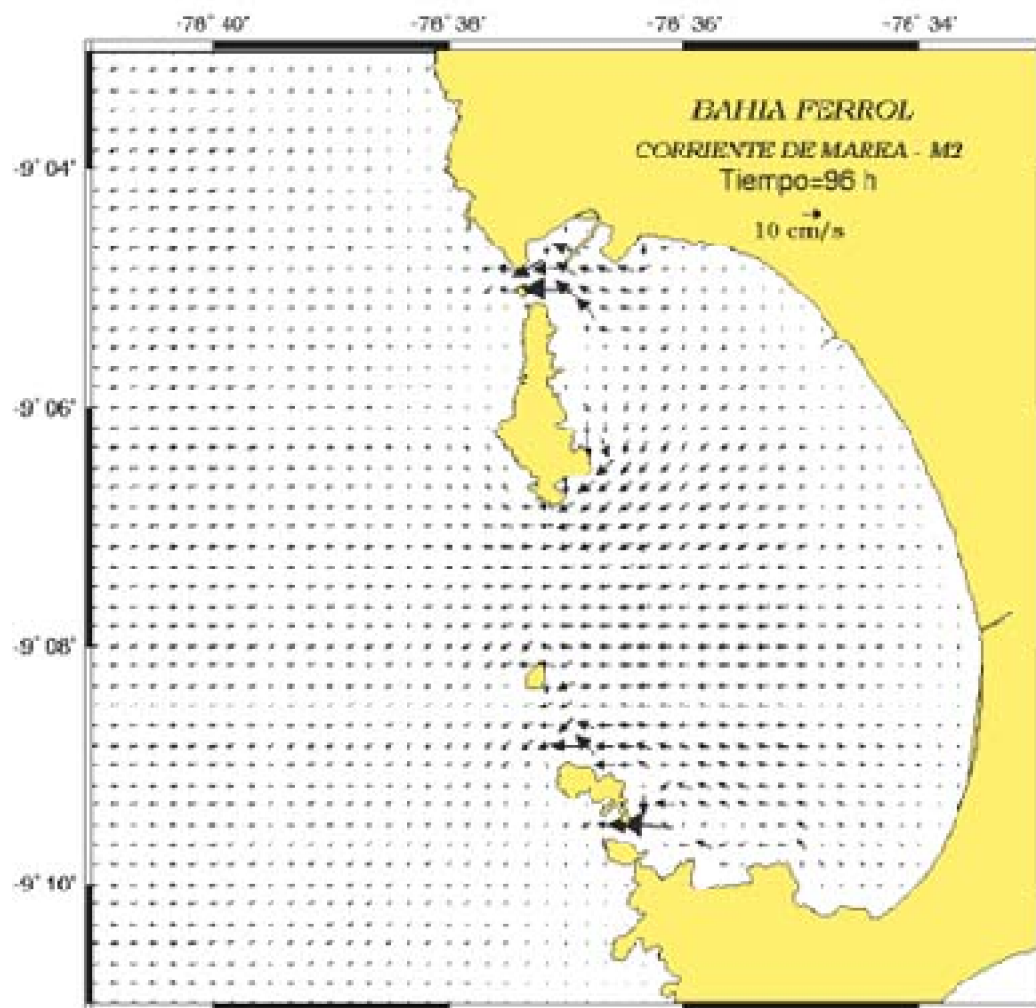 -78° 40' -78° 38' -78° 36' -78° 34'
BAHIA FERROL
CORRIENTE DE MAREA - M2
Tiempo=96 h
10 cm/s
-9° 04'
-9° 06'
-9° 08'
-9° 10'